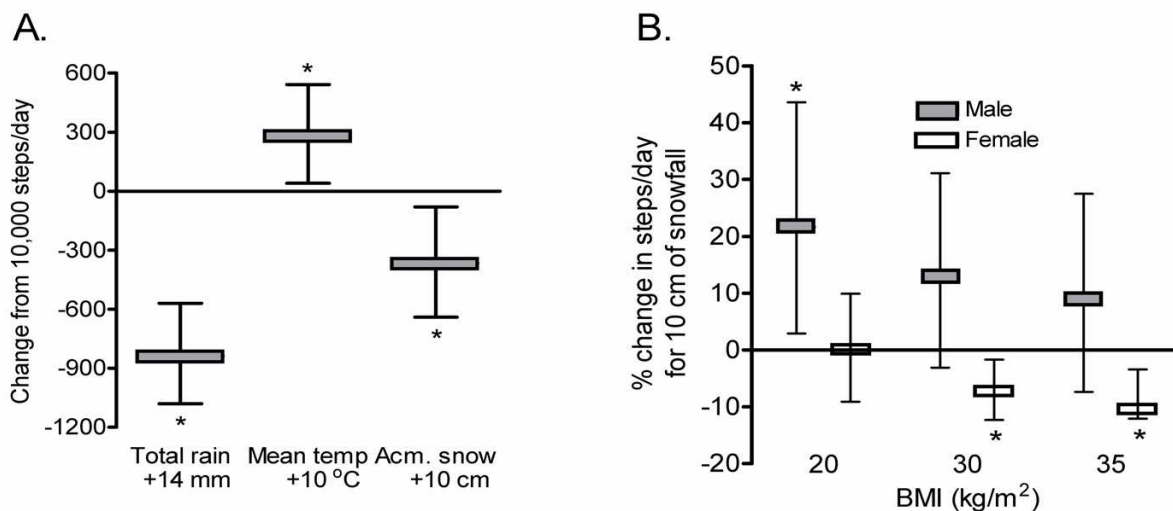 A.
Change from 10,000 steps/day
600
300
0
-300
-600
-900
-1200
*
*
*
Total rain Mean temp Acm. snow
+14 mm +10 °C +10 cm
B.
% change in steps/day
for 10 cm of snowfall
50
40
30
20
10
0
-10
-20
*
Male
Female
*
*
20 30 35
BMI (kg/m²)